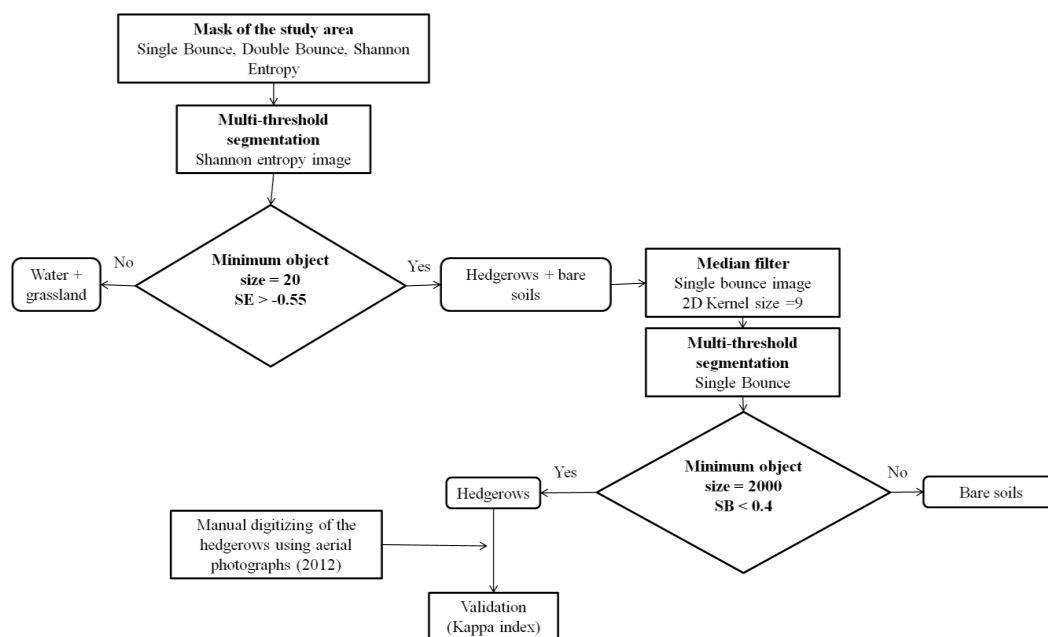 Mask of the study area
Single Bounce, Double Bounce, Shannon
Entropy
Multi-threshold
segmentation
Shannon entropy image
Minimum object
size = 20
SE > -0.55
No
Water +
grassland
Yes
Hedgerows + bare
soils
Median filter
Single bounce image
2D Kernel size =9
Multi-threshold
segmentation
Single Bounce
Minimum object
size = 2000
SB < 0.4
Yes
Hedgerows
No
Bare soils
Manual digitizing of the
hedgerows using aerial
photographs (2012)
Validation
(Kappa index)